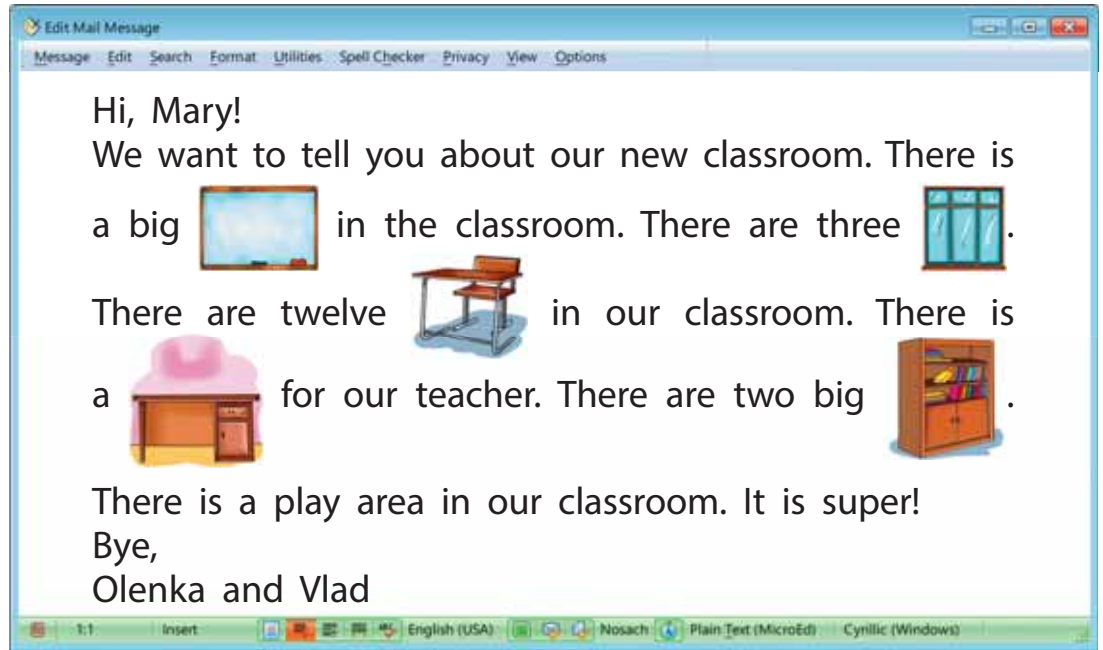 Edit Mail Message
Message Edit Search Format Utilities Spell Checker Privacy View Options
Hi, Mary!
We want to tell you about our new classroom. There is
a big in the classroom. There are three .
There are twelve in our classroom. There is
a for our teacher. There are two big .
There is a play area in our classroom. It is super!
Bye,
Olenka and Vlad
1:1 Insert English (USA) Nosach Plain Text (MicroEd) Cyrillic (Windows)